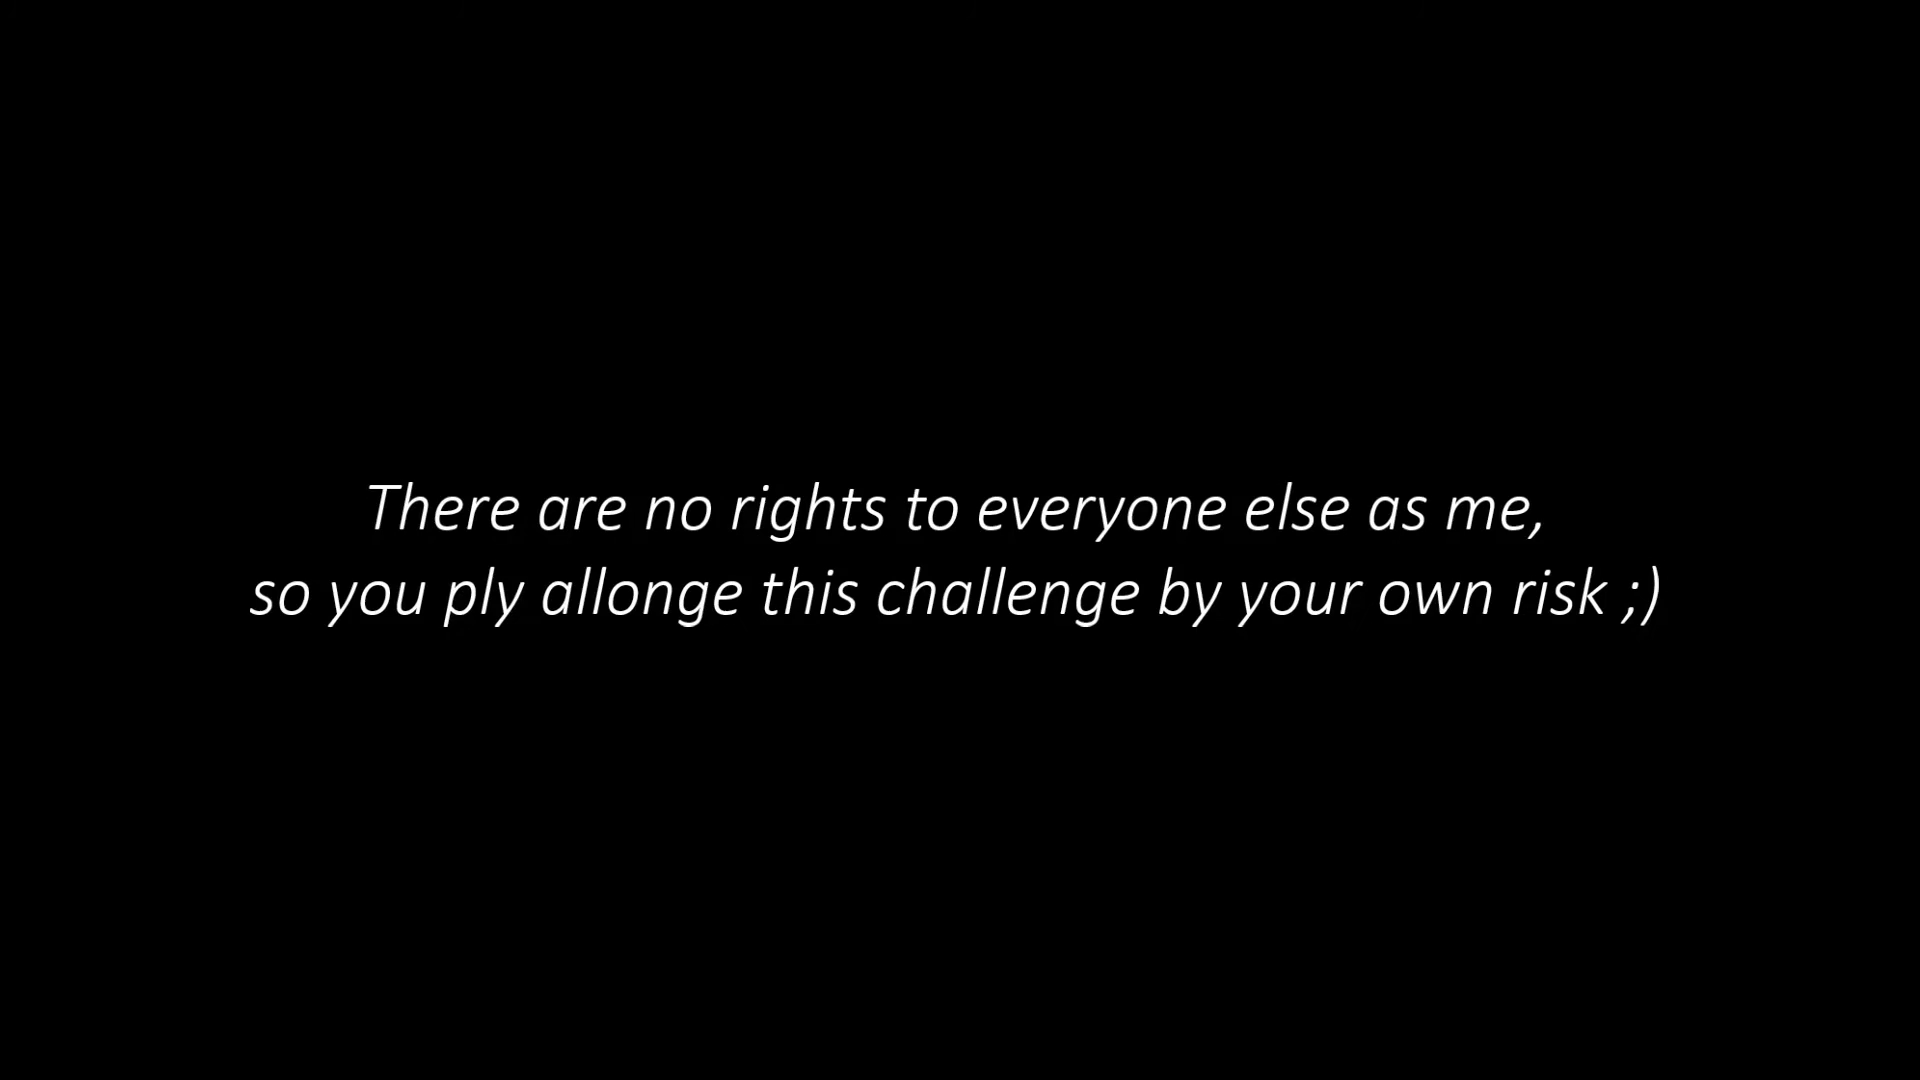 There are no rights to everyone else as me,
so you ply allonge this challenge by your own risk ;)